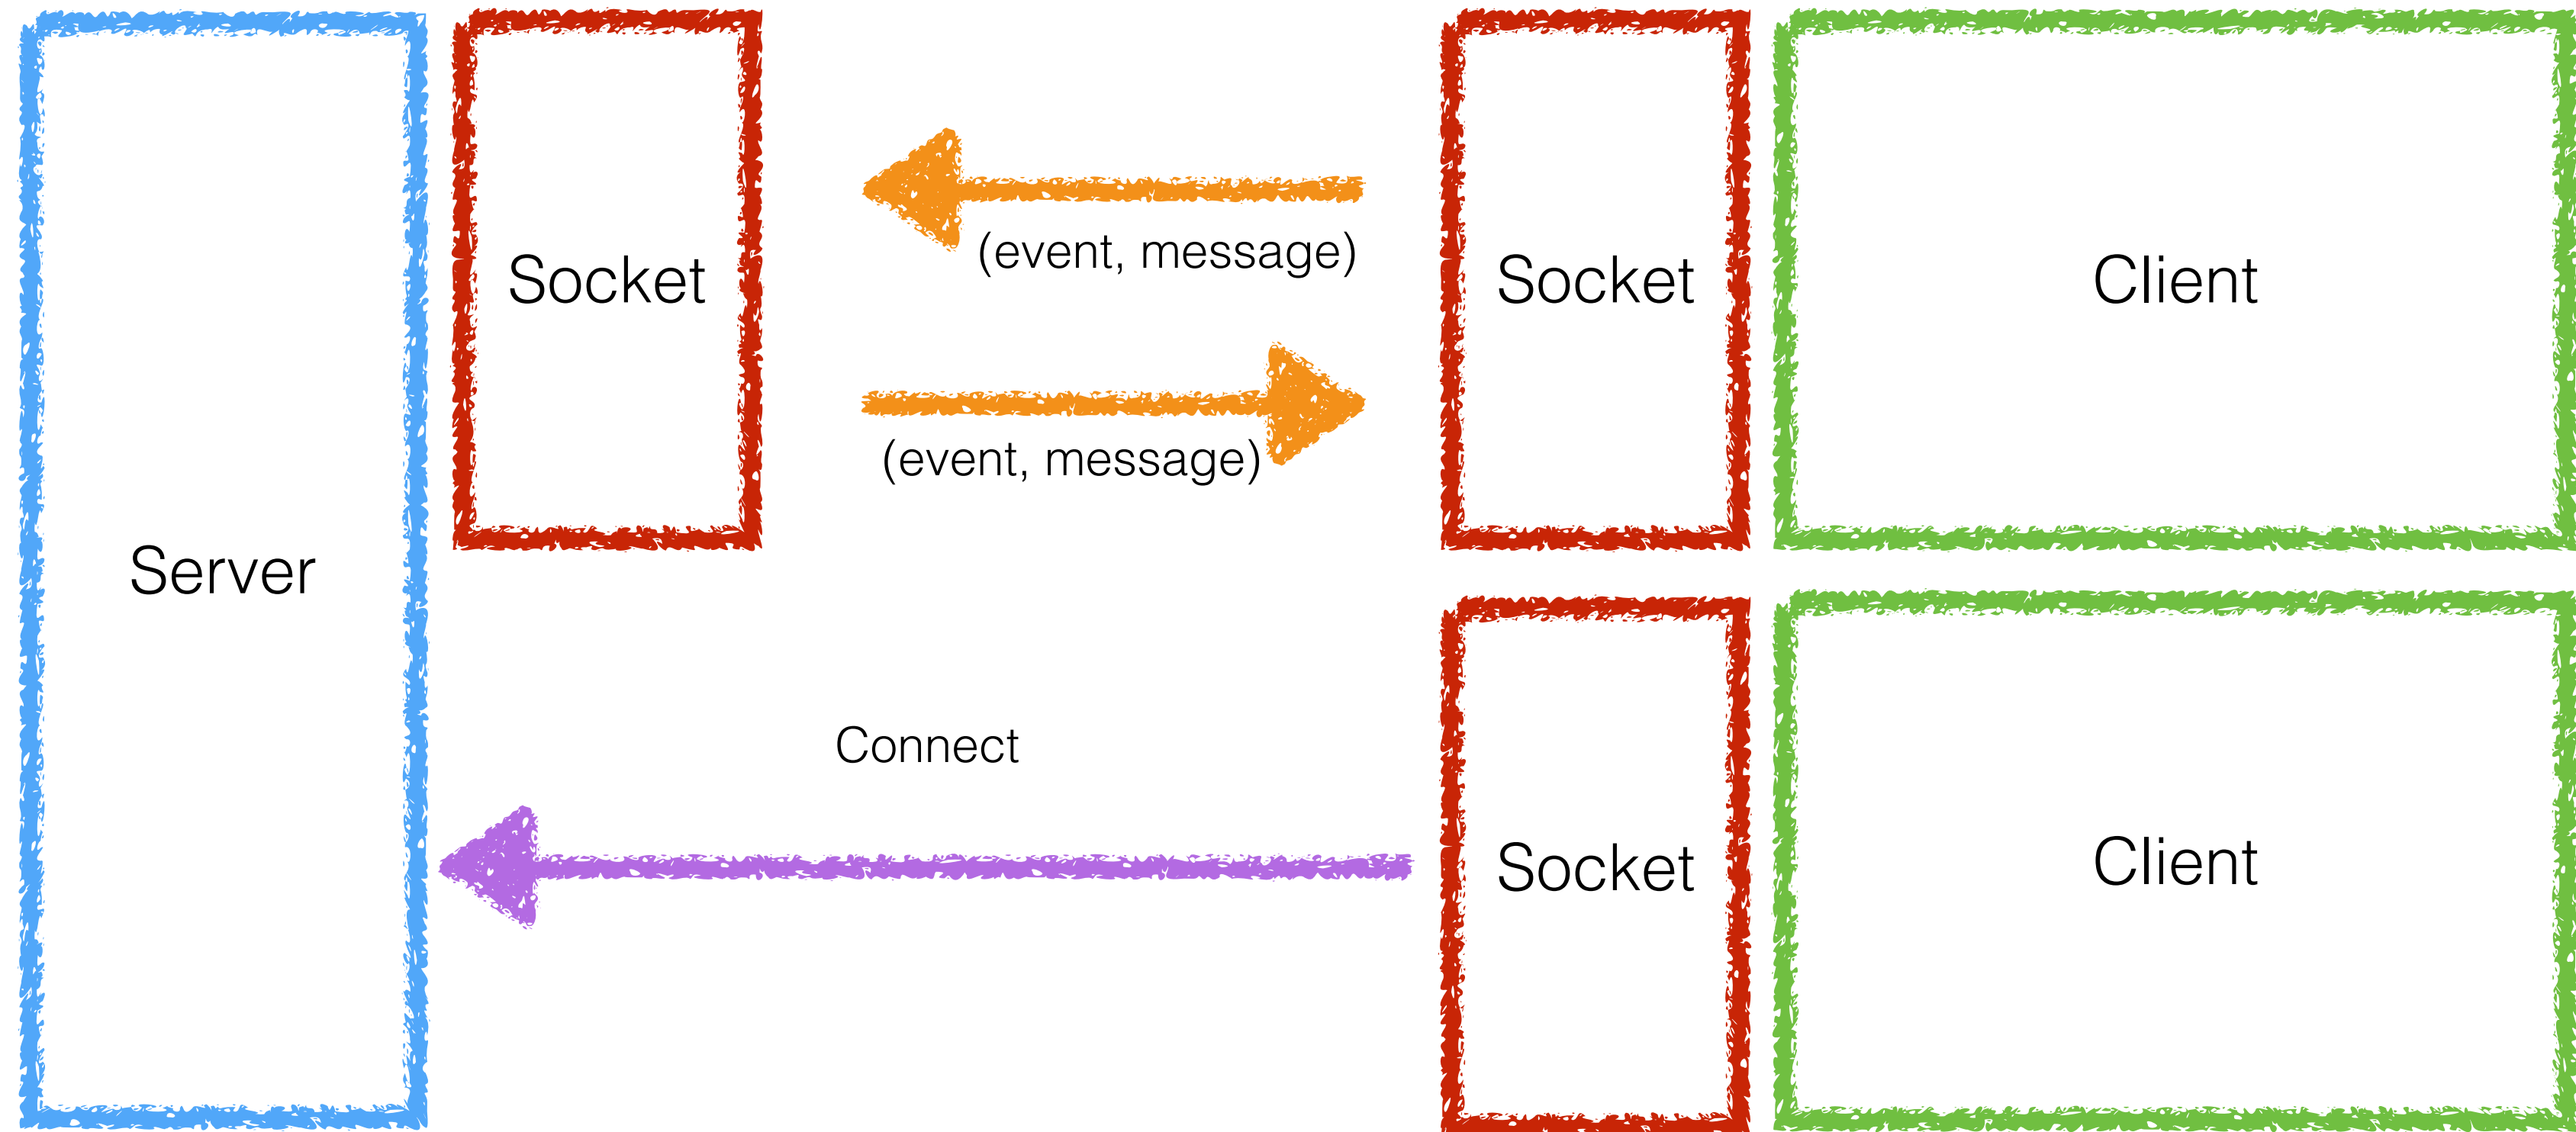 Socket
(event, message)
(event, message)
Socket
Client
Server
Connect
Socket
Client